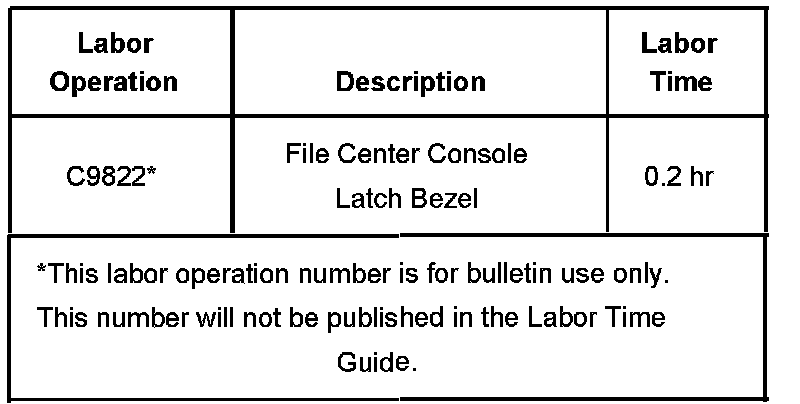 Labor
Operation
Description
Labor
Time
C9822*
File Center Console
Latch Bezel
0.2 hr
*This labor operation number is for bulletin use only.
This number will not be published in the Labor Time
Guide.